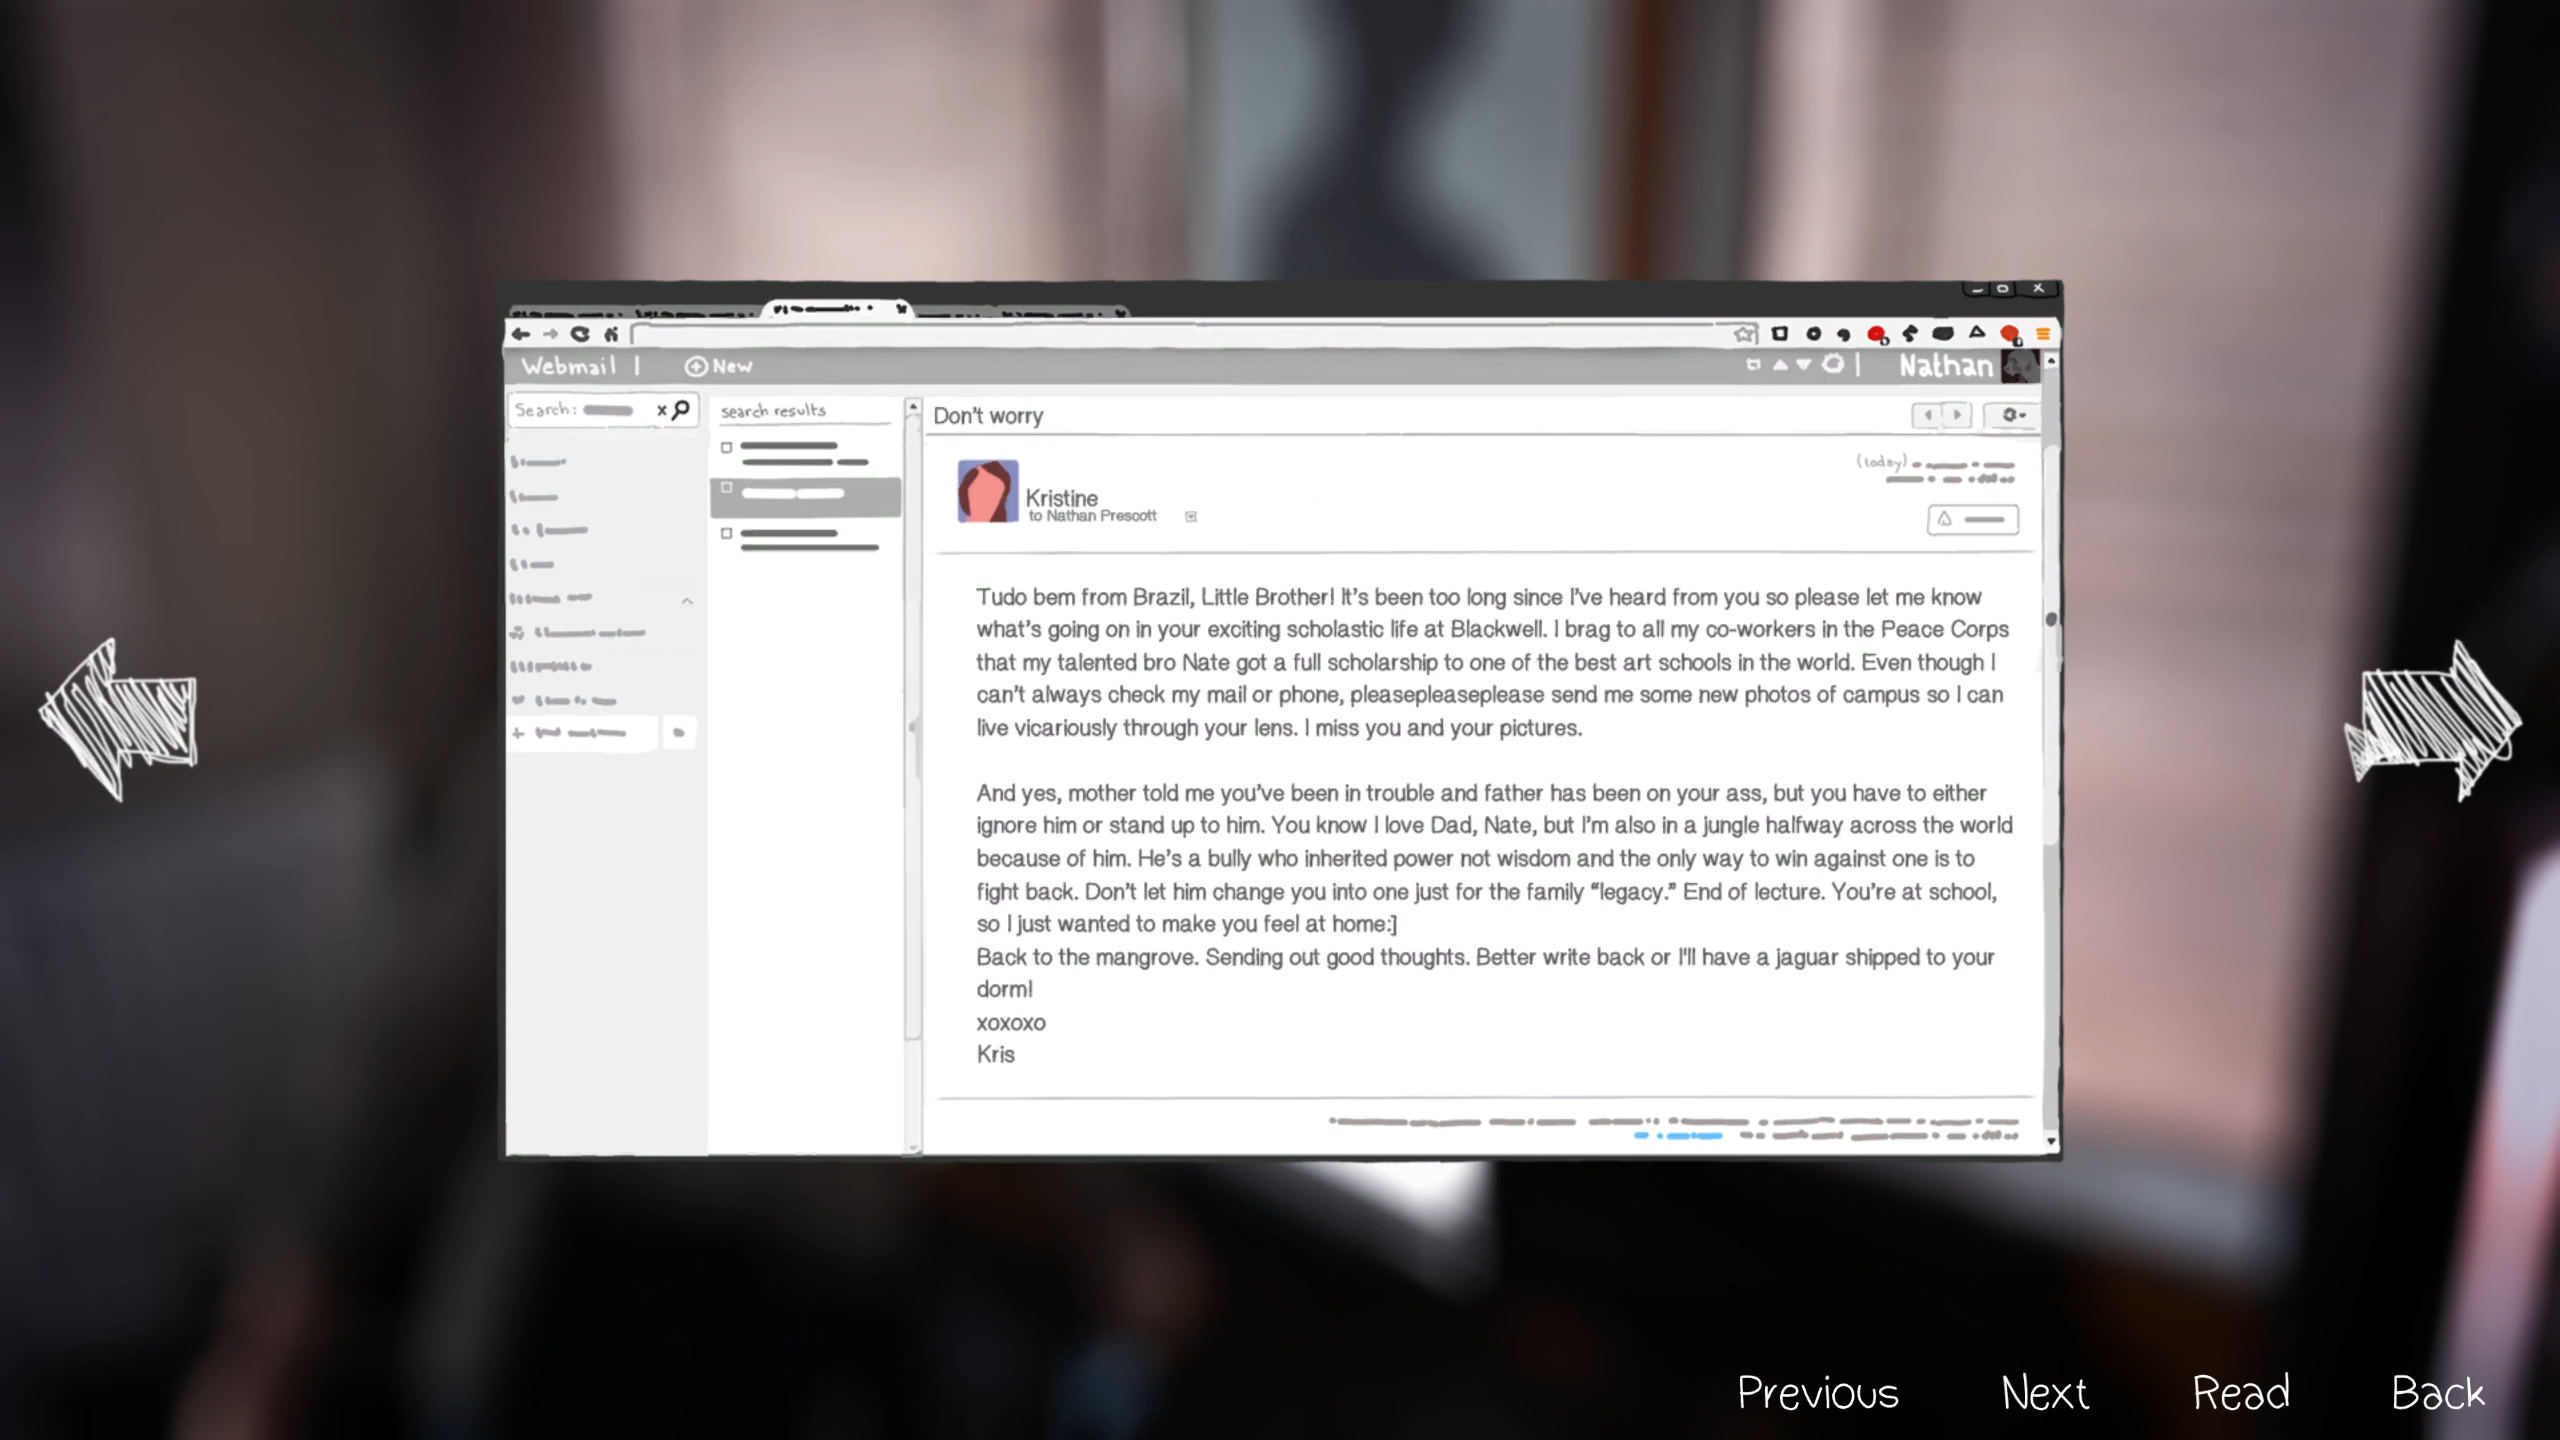 Webmail |
New
Nathan
Search:
search results
Don't worry
(today)
Kristine
to Nathan Prescott
Tudo bem from Brazil, Little Brother! It's been too long since I've heard from you so please let me know
what's going on in your exciting scholastic life at Blackwell. I brag to all my co-workers in the Peace Corps
that my talented bro Nate got a full scholarship to one of the best art schools in the world. Even though I
can't always check my mail or phone, pleasepleaseplease send me some new photos of campus so I can
live vicariously through your lens. I miss you and your pictures.
And yes, mother told me you've been in trouble and father has been on your ass, but you have to either
ignore him or stand up to him. You know I love Dad, Nate, but I'm also in a jungle halfway across the world
because of him. He's a bully who inherited power not wisdom and the only way to win against one is to
fight back. Don't let him change you into one just for the family “legacy.” End of lecture. You're at school,
so I just wanted to make you feel at home:]
Back to the mangrove. Sending out good thoughts. Better write back or I'll have a jaguar shipped to your
dorm!
xoxoxo
Kris
Previous
Next
Read
Back